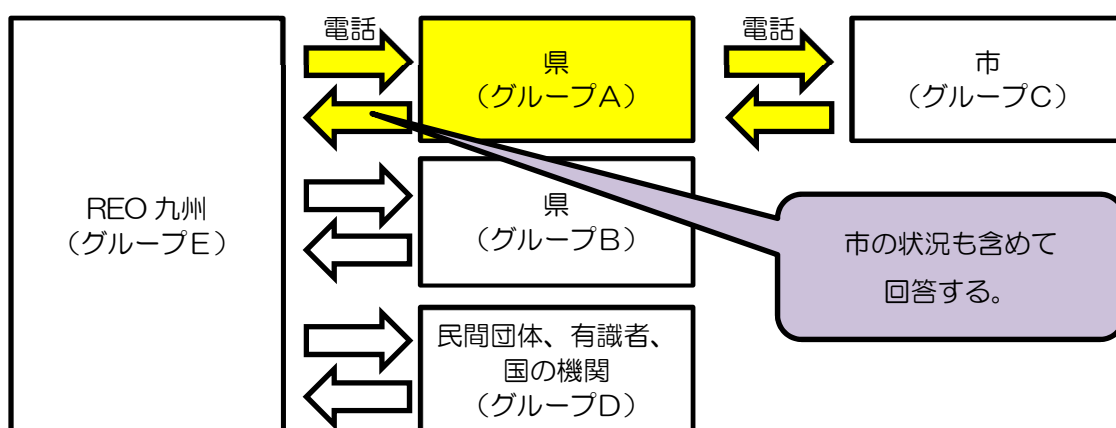 電話
電話
県
（グループA）
市
（グループC）
REO 九州
（グループE）
県
（グループB）
市の状況も含めて
回答する。
民間団体、有識者、
国の機関
（グループD）